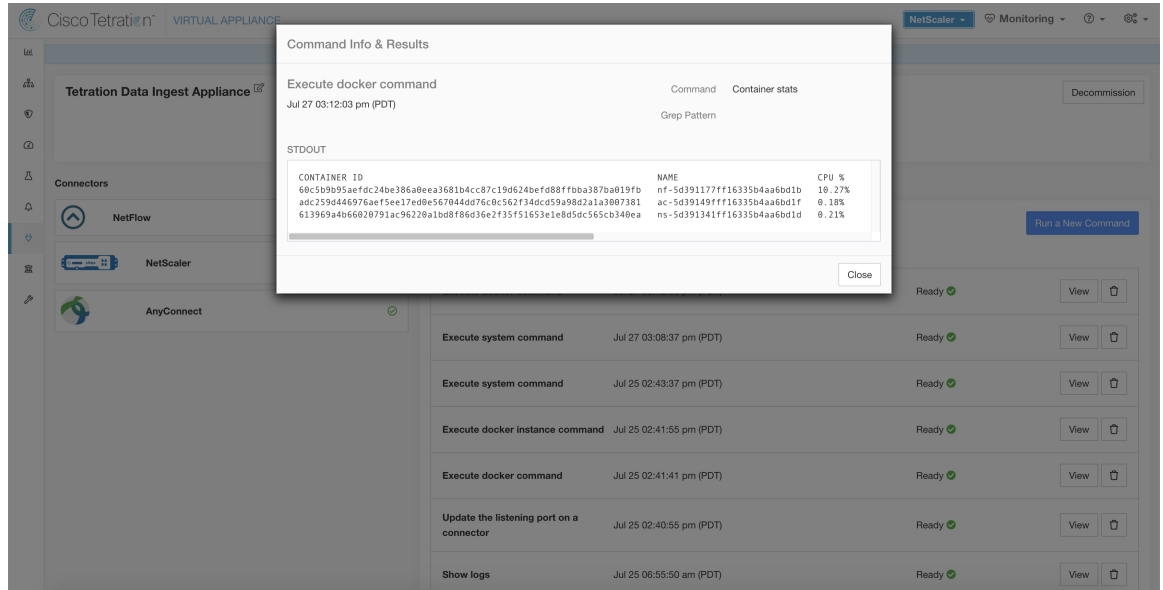 Cisco Tetration™ VIRTUAL APPLIANCE
NetScaler
Monitoring
Tetration Data Ingest Appliance
Decommission
Connectors
NetFlow
NetScaler
AnyConnect
Command Info & Results
Execute docker command
Jul 27 03:12:03 pm (PDT)
Command Container stats
Grep Pattern
STDOUT
CONTAINER ID NAME CPU %
60c5b9b95aefdc24be386a0eea3681b4cc87c19d624befd88ffbba387ba019fb nf-5d391177ff16335b4aa6bd1b 10.27%
adc259d446976aef5ee17ed0e567044dd76c0c562f34dcd59a98d2a1a3007381 ac-5d39149fff16335b4aa6bd1f 0.18%
613969a4b66020791ac96220a1bd8f86d36e2f35f51653e1e8d5dc565cb340ea ns-5d391341ff16335b4aa6bd1d 0.21%
Close
Run a New Command
Ready View
Execute system command Jul 27 03:08:37 pm (PDT) Ready View
Execute system command Jul 25 02:43:37 pm (PDT) Ready View
Execute docker instance command Jul 25 02:41:55 pm (PDT) Ready View
Execute docker command Jul 25 02:41:41 pm (PDT) Ready View
Update the listening port on a
connector Jul 25 02:40:55 pm (PDT) Ready View
Show logs Jul 25 06:55:50 am (PDT) Ready View